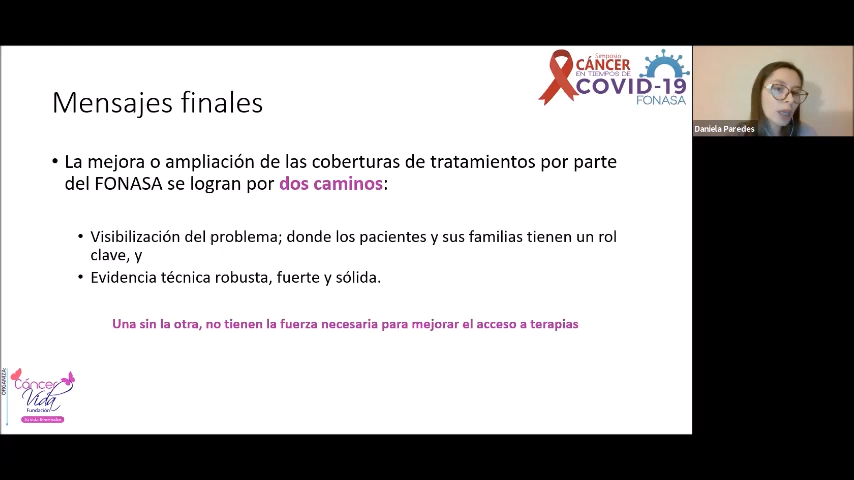 Simposio
CÁNCER
EN TIEMPOS DE
COVID-19
FONASA
Daniela Paredes
Mensajes finales
• La mejora o ampliación de las coberturas de tratamientos por parte
del FONASA se logran por dos caminos:
• Visibilización del problema; donde los pacientes y sus familias tienen un rol
clave, y
• Evidencia técnica robusta, fuerte y sólida.
Una sin la otra, no tienen la fuerza necesaria para mejorar el acceso a terapias
ORGANIZA:
Cáncer
Vida
Fundación